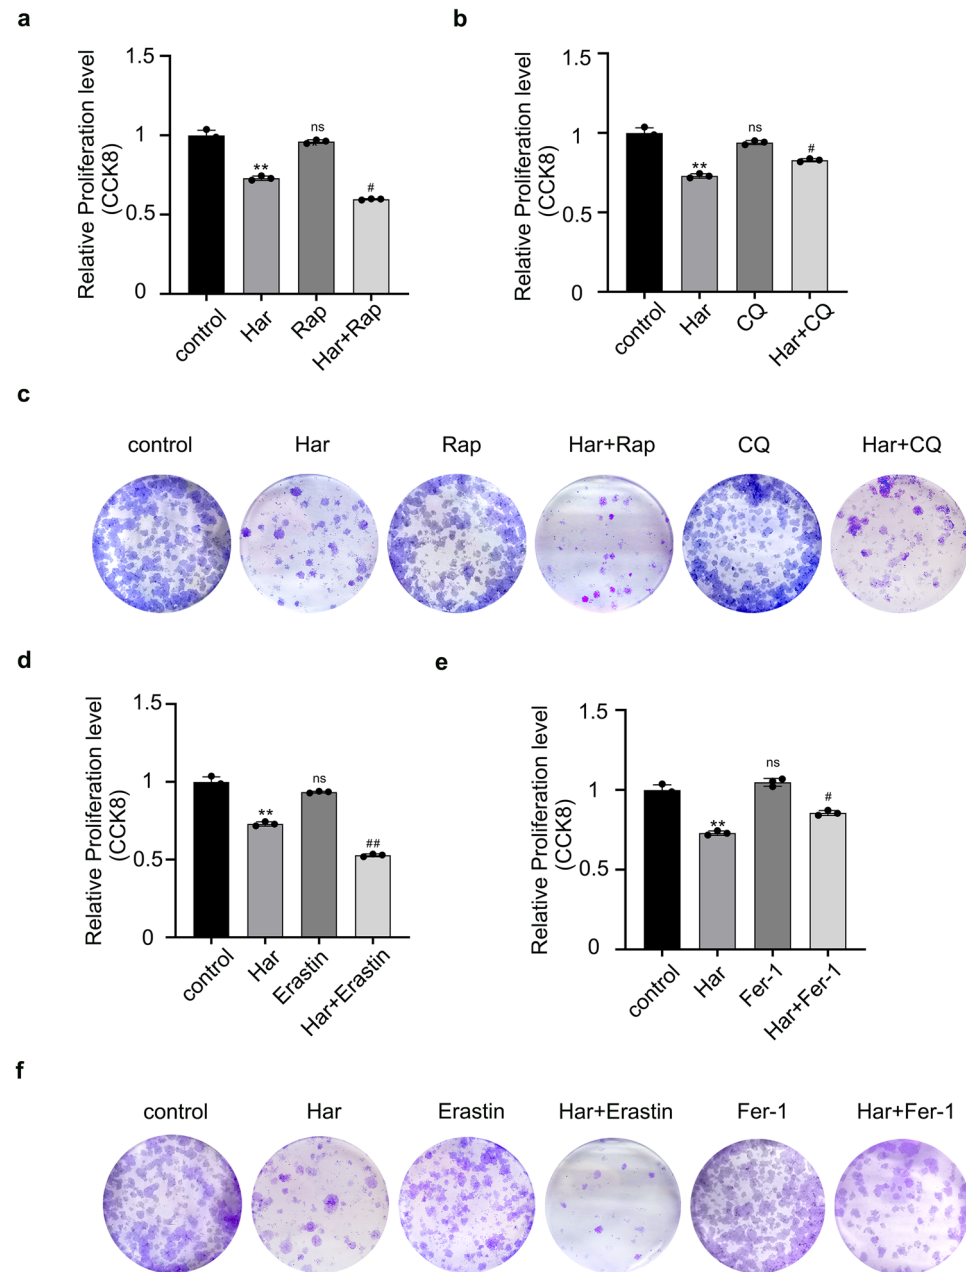 a
Relative Proliferation level
(CCK8)
1.5
1
0.5
0
**
ns
#
control
Har
Rap
Har+Rap
b
Relative Proliferation level
(CCK8)
1.5
1
0.5
0
**
ns
#
control
Har
CQ
Har+CQ
c
control Har Rap Har+Rap CQ Har+CQ
d
Relative Proliferation level
(CCK8)
1.5
1
0.5
0
**
ns
##
control
Har
Erastin
Har+Erastin
e
Relative Proliferation level
(CCK8)
1.5
1
0.5
0
**
ns
#
control
Har
Fer-1
Har+Fer-1
f
control Har Erastin Har+Erastin Fer-1 Har+Fer-1